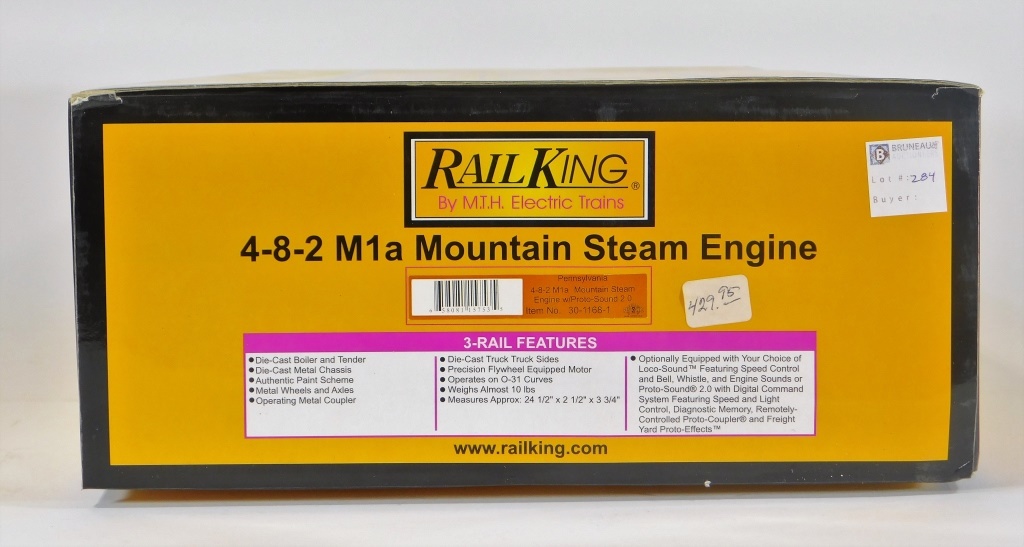 RAILKING®
By M.T.H. Electric Trains
BRUNEAU&
Lot #: 284
Buyer:
4-8-2 M1a Mountain Steam Engine
Pennsylvania
4-8-2 M1a Mountain Steam
Engine w/Proto-Sound 2.0
Item No. 30-1166-1
429.95
3-RAIL FEATURES
● Die-Cast Boiler and Tender
● Die-Cast Metal Chassis
● Authentic Paint Scheme
● Metal Wheels and Axles
● Operating Metal Coupler
● Die-Cast Truck Truck Sides
● Precision Flywheel Equipped Motor
● Operates on O-31 Curves
● Weighs Almost 10 lbs
● Measures Approx: 24 1/2" x 2 1/2" x 3 3/4"
● Optionally Equipped with Your Choice of
Loco-Sound™ Featuring Speed Control
and Bell, Whistle, and Engine Sounds or
Proto-Sound® 2.0 with Digital Command
System Featuring Speed and Light
Control, Diagnostic Memory, Remotely-
Controlled Proto-Coupler® and Freight
Yard Proto-Effects™
www.railking.com